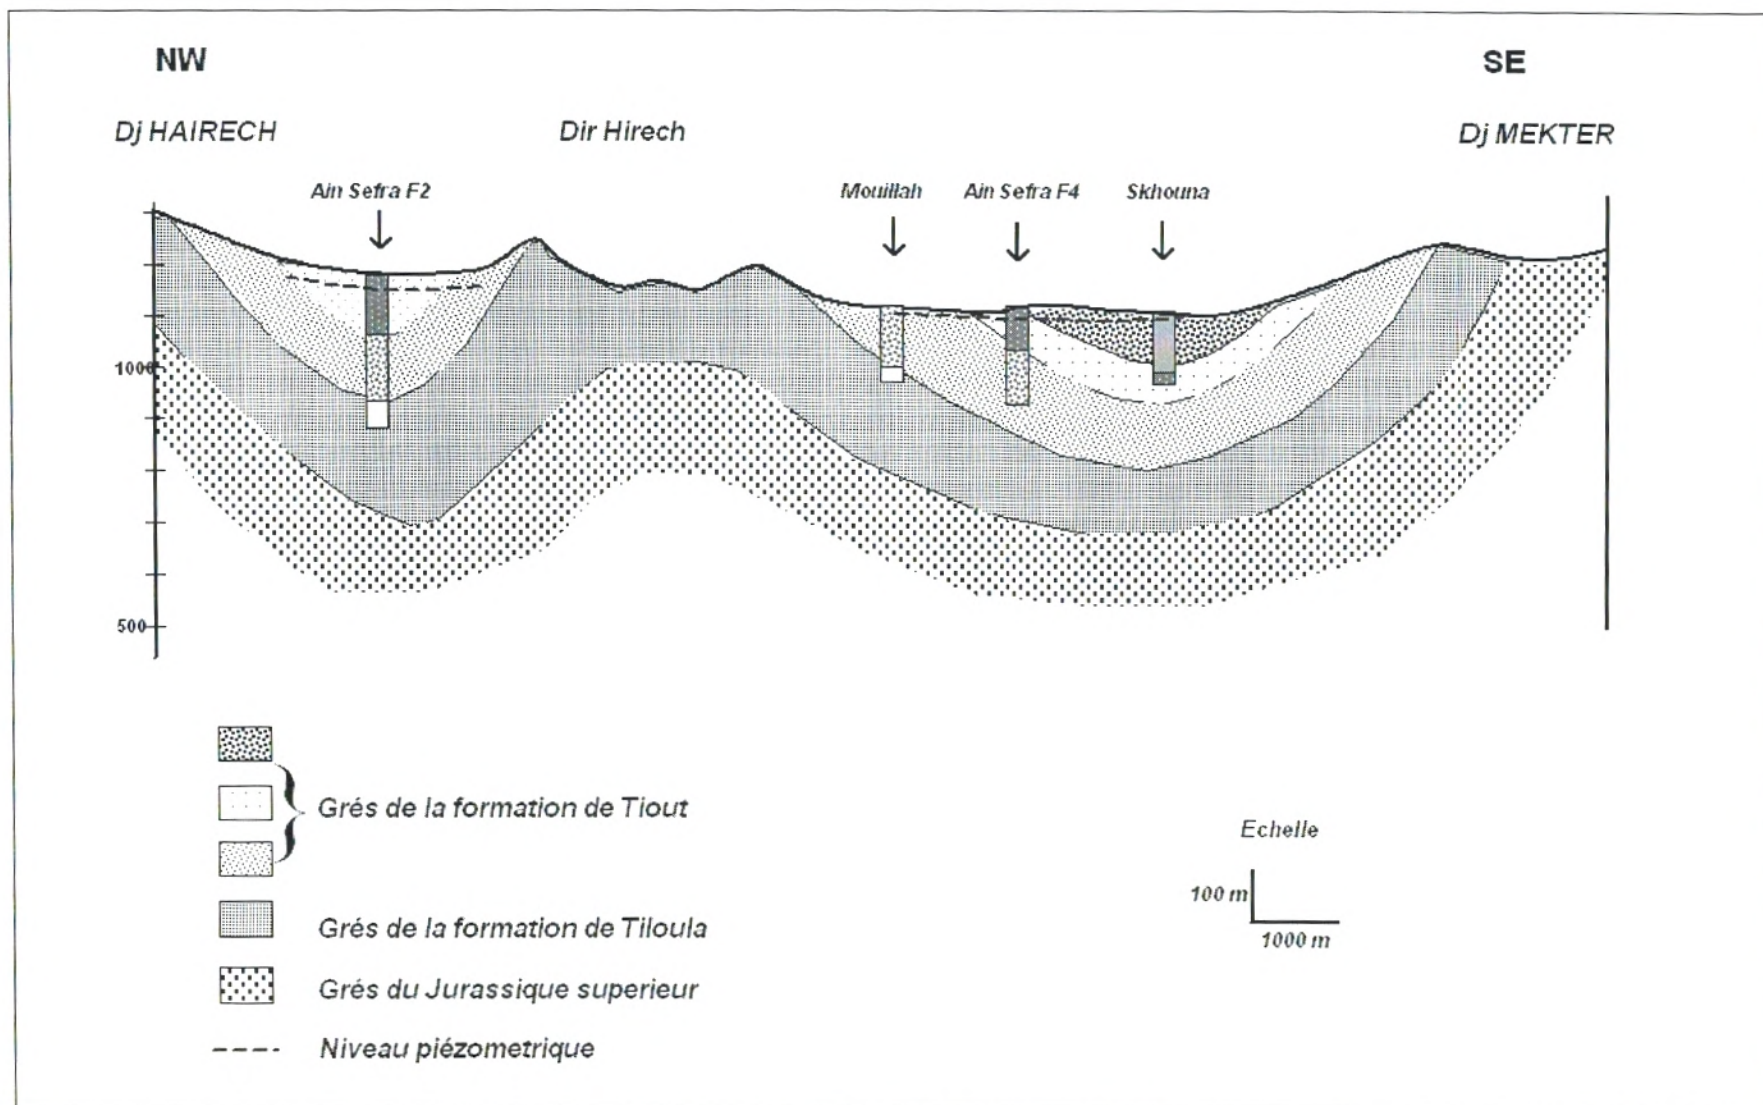 NW SE
Dj HAIRECH Dir Hirech Dj MEKTER
Ain Sefra F2 Mouillah Ain Sefra F4 Skhouna
1000
500
Grés de la formation de Tiout
Echelle
100 m
1000 m
Grés de la formation de Tiloula
Grés du Jurassique superieur
Niveau piézometrique